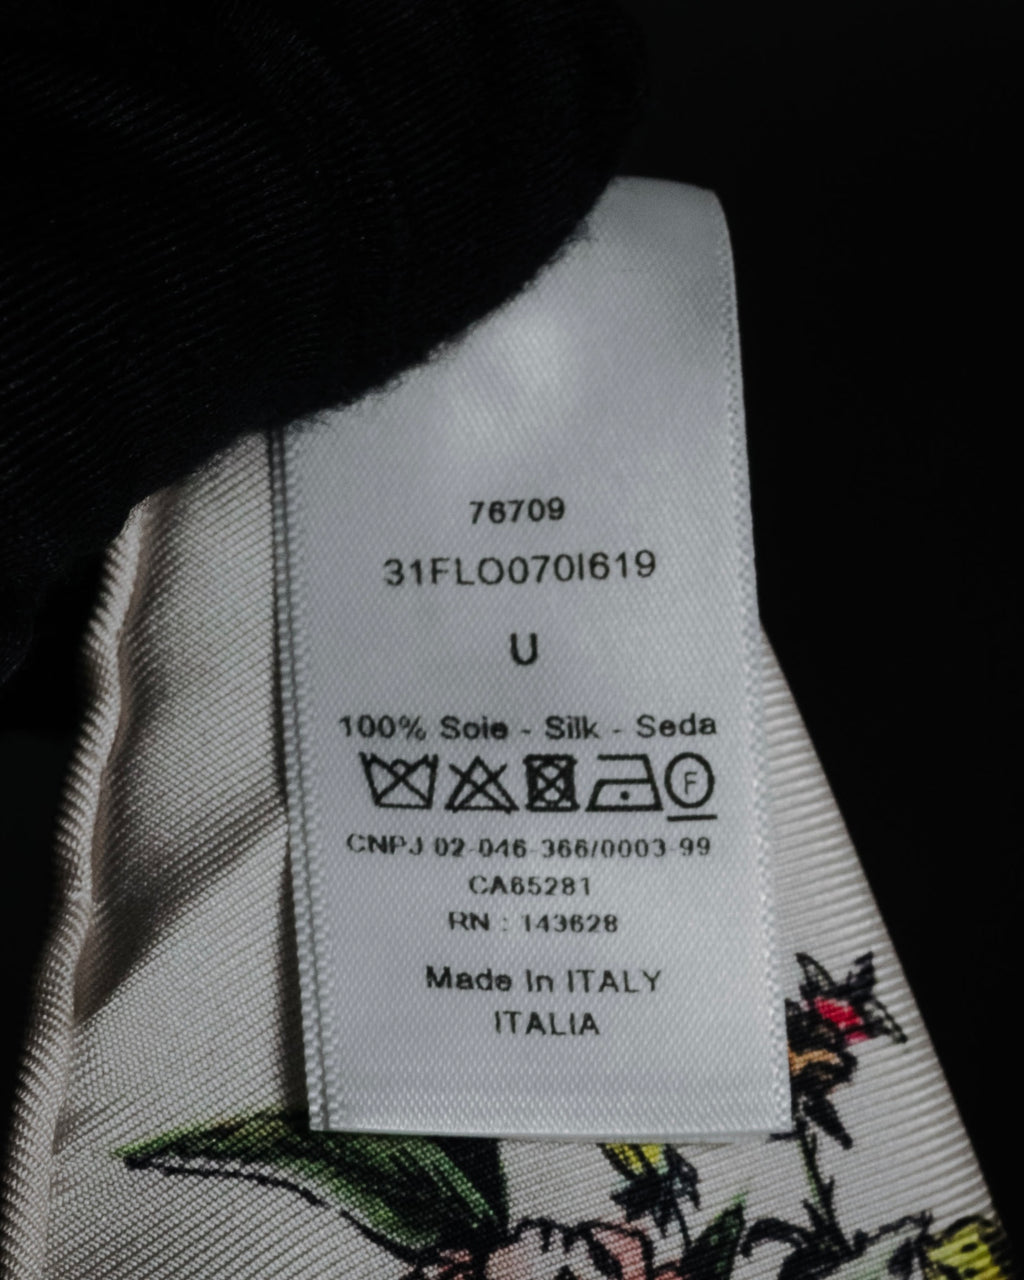 76709
31FLO070I619
U
100% Soie - Silk - Seda
F
CNPJ 02-046-366/0003-99
CA65281
RN : 143628
Made In ITALY
ITALIA